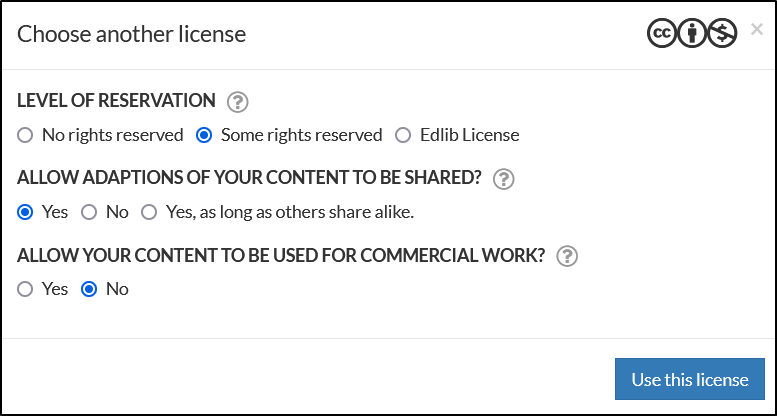 Choose another license
cc
×
LEVEL OF RESERVATION ?
No rights reserved Some rights reserved Edlib License
ALLOW ADAPTIONS OF YOUR CONTENT TO BE SHARED? ?
Yes No Yes, as long as others share alike.
ALLOW YOUR CONTENT TO BE USED FOR COMMERCIAL WORK? ?
Yes No
Use this license